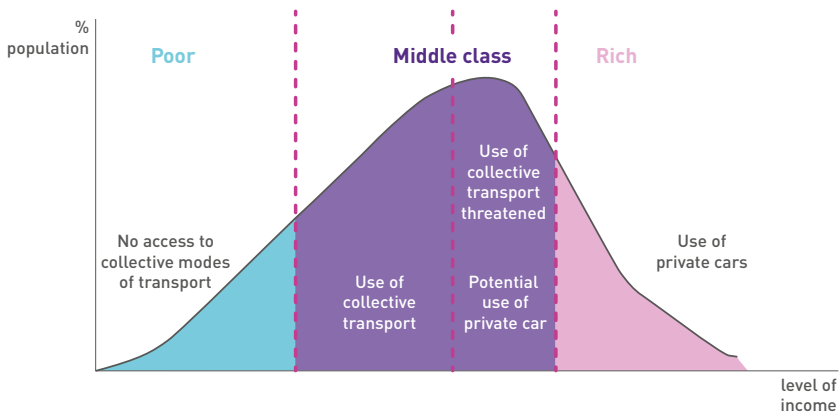 %
population
Poor
Middle class
Rich
Use of
collective
transport
threatened
No access to
collective modes
of transport
Use of
private cars
Use of
collective
transport
Potential
use of
private car
level of
income